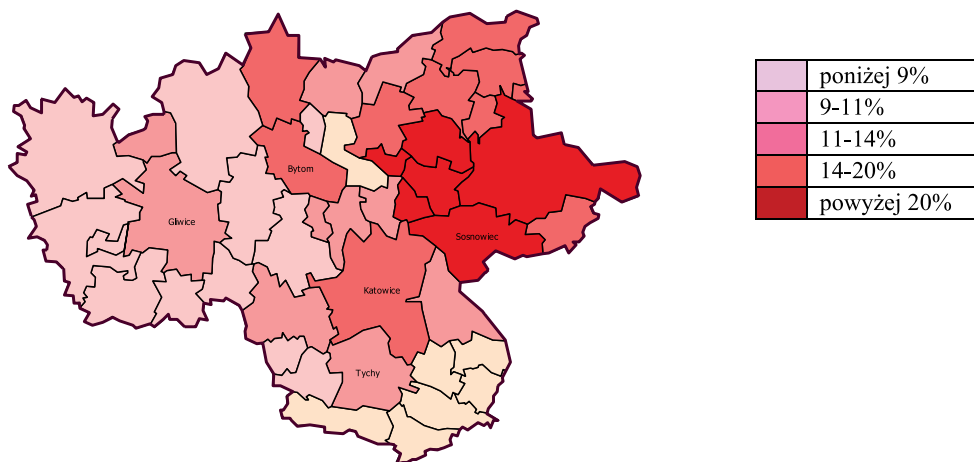 poniżej 9%
9-11%
11-14%
14-20%
powyżej 20%
Bytom
Gliwice
Sosnowiec
Katowice
Tychy